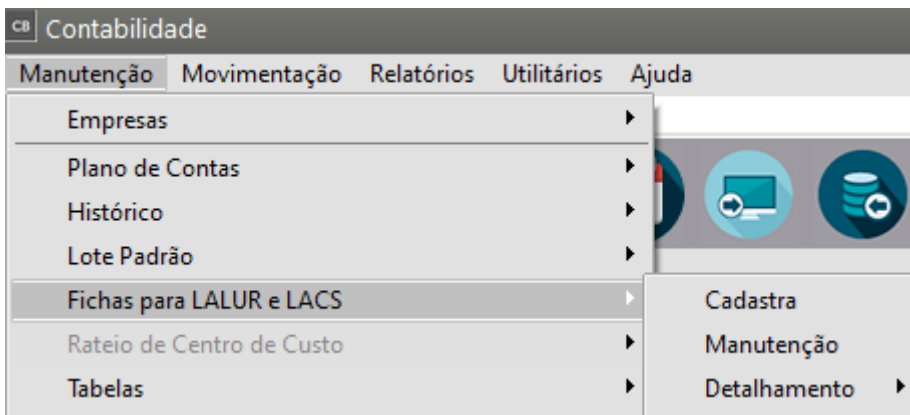 CB Contabilidade
Manutenção Movimentação Relatórios Utilitários Ajuda
Empresas
Plano de Contas
Histórico
Lote Padrão
Fichas para LALUR e LACS
Cadastra
Rateio de Centro de Custo
Manutenção
Tabelas
Detalhamento